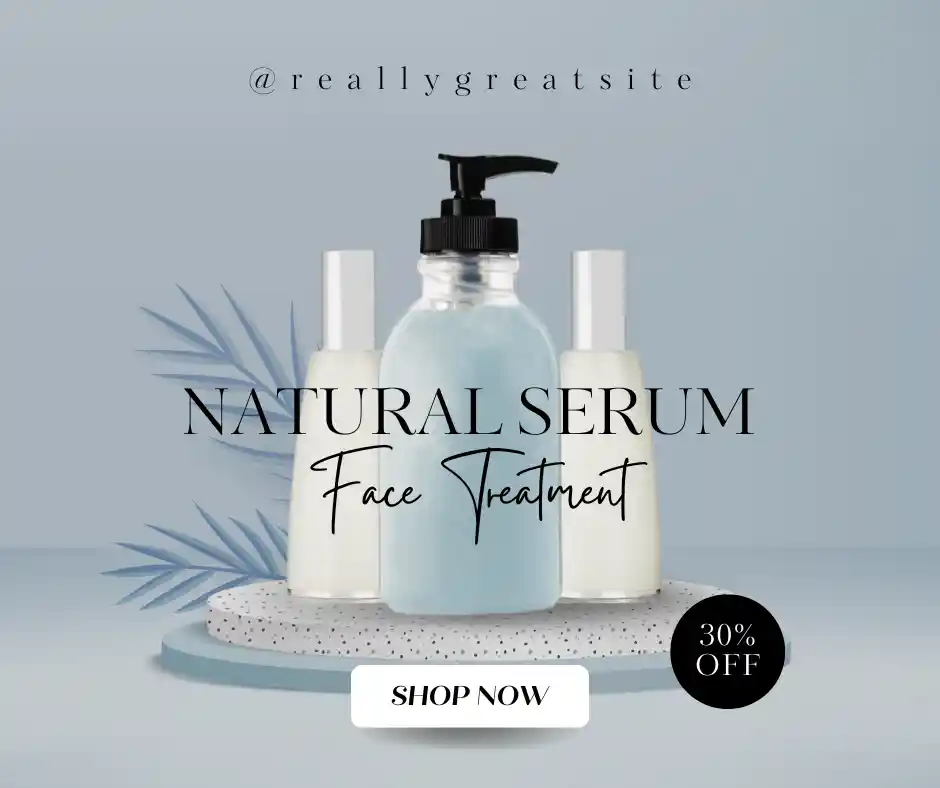 @reallygreatsite
NATURAL SERUM
Face Treatment
30%
OFF
SHOP NOW